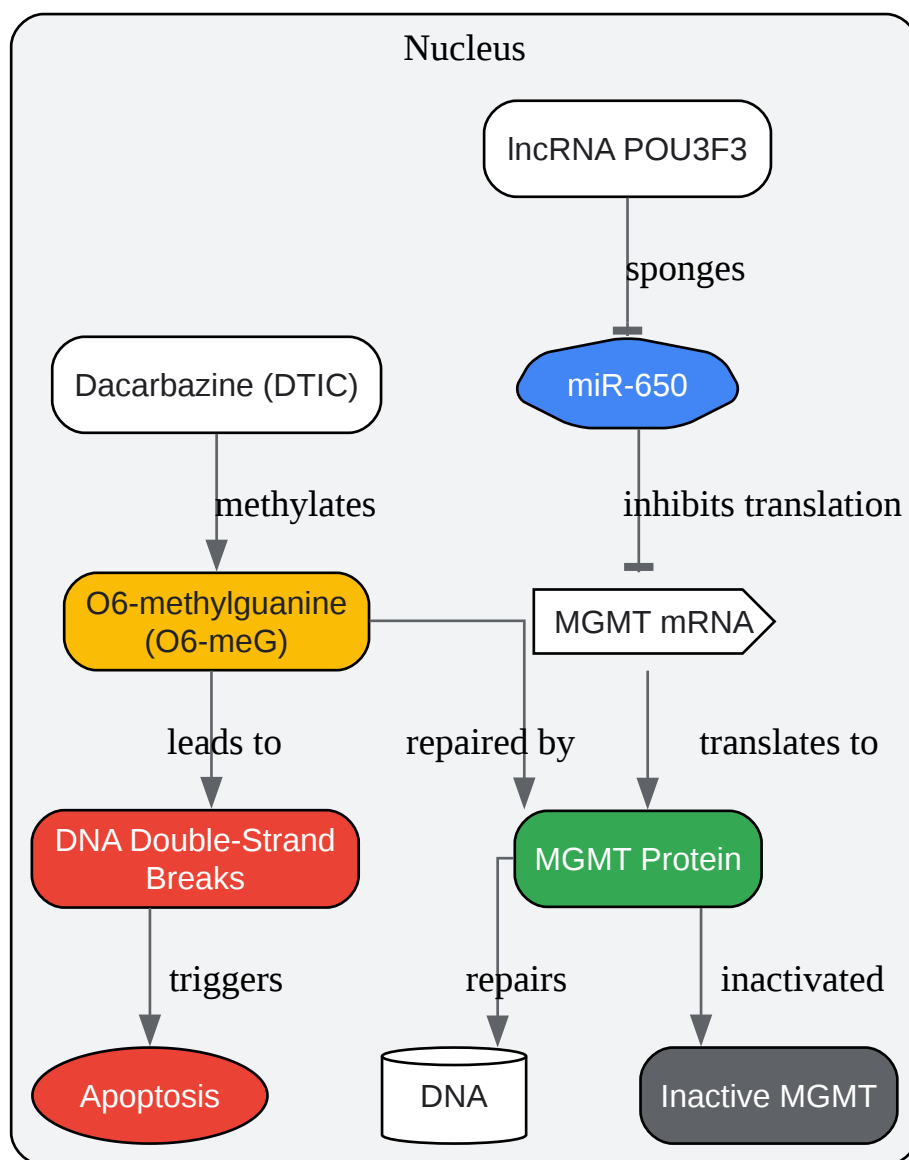 Nucleus
lncRNA POU3F3
sponges
Dacarbazine (DTIC)
miR-650
methylates
inhibits translation
O6-methylguanine
(O6-meG)
MGMT mRNA
leads to
repaired by
translates to
DNA Double-Strand
Breaks
MGMT Protein
triggers
repairs
inactivated
Apoptosis
DNA
Inactive MGMT